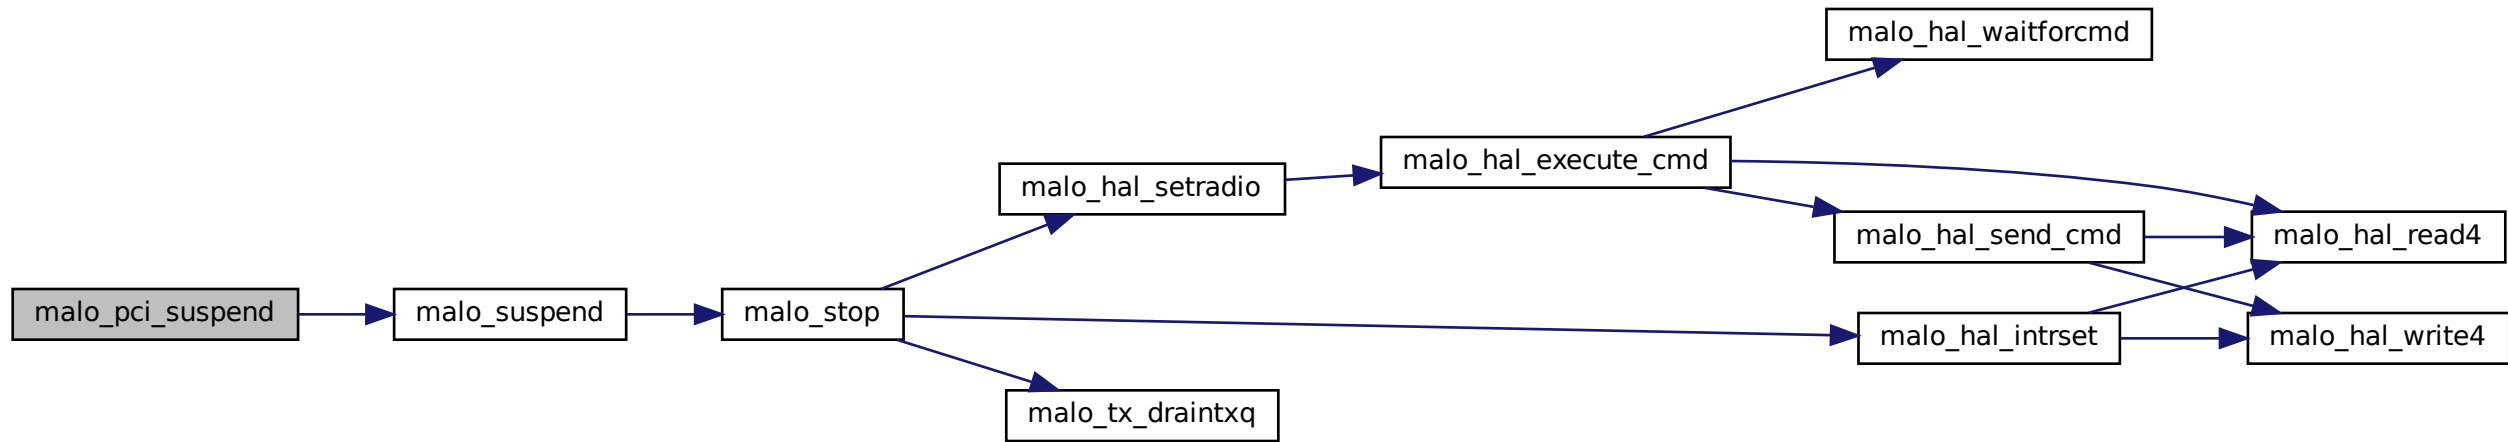 malo_hal_waitforcmd
malo_hal_execute_cmd
malo_hal_setradio
malo_hal_send_cmd
malo_hal_read4
malo_pci_suspend
malo_suspend
malo_stop
malo_hal_intrset
malo_hal_write4
malo_tx_draintxq